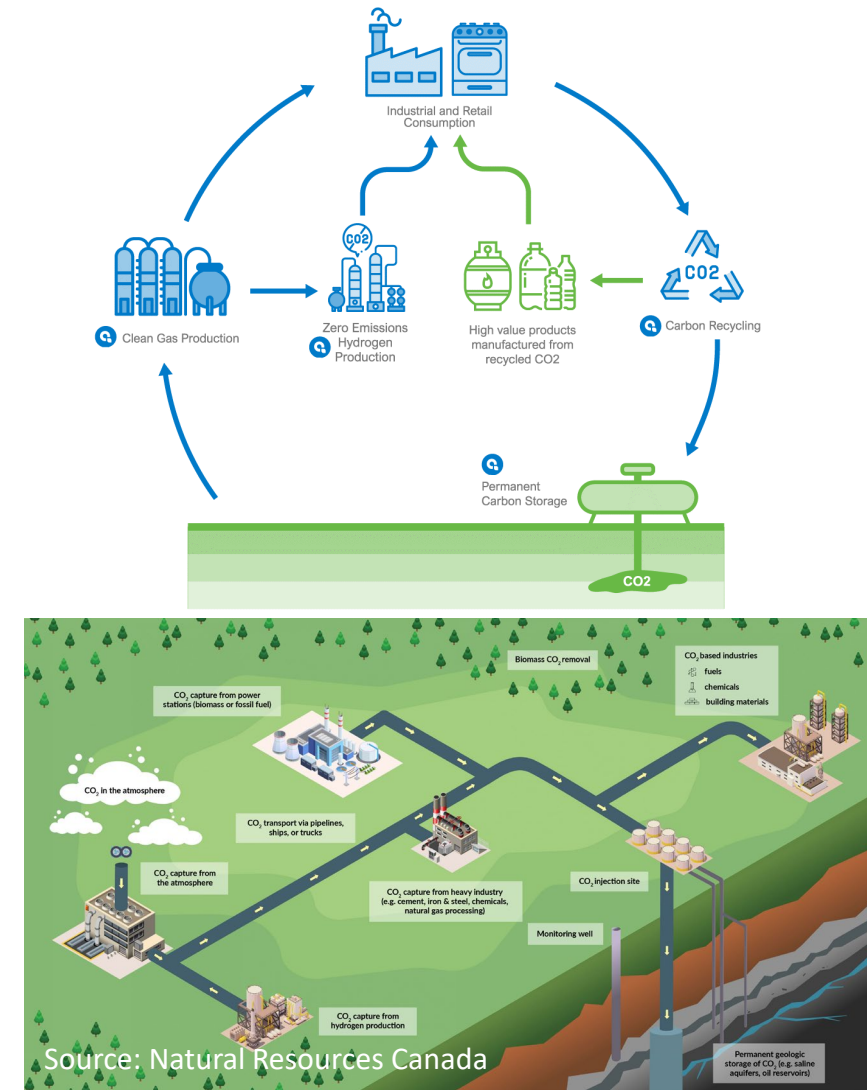 Industrial and Retail
Consumption
CO2
CO2
Clean Gas Production
Zero Emissions
Hydrogen
Production
High value products
manufactured from
recycled CO2
Carbon Recycling
Permanent
Carbon Storage
CO2
Biomass CO₂ removal
CO₂ based industries
fuels
chemicals
building materials
CO₂ capture from power
stations (biomass or fossil fuel)
CO₂ in the atmosphere
CO₂ transport via pipelines,
ships, or trucks
CO₂ capture from
the atmosphere
CO₂ injection site
CO₂ capture from heavy industry
(e.g. cement, iron & steel, chemicals,
natural gas processing)
Monitoring well
CO₂ capture from
hydrogen production
Source: Natural Resources Canada
Permanent geologic
storage of CO₂ (e.g. saline
aquifers, oil reservoirs)